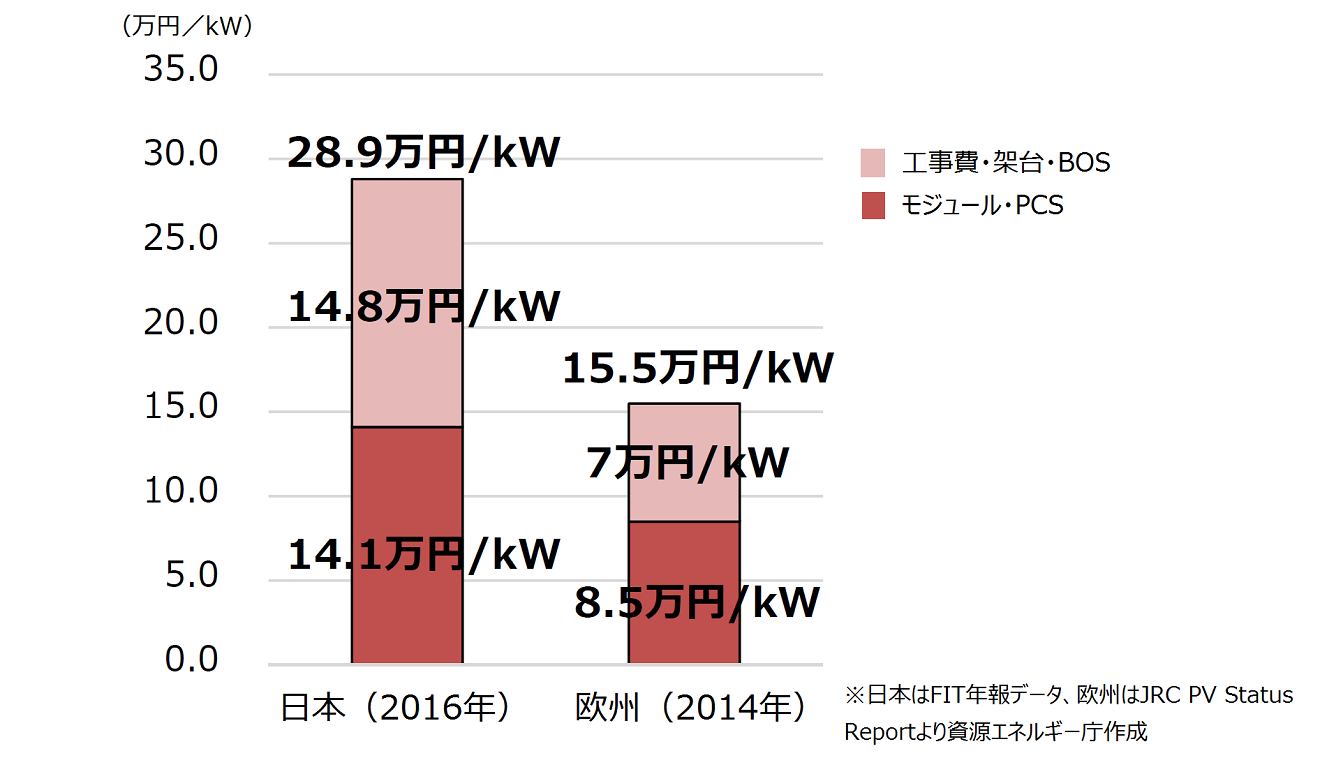 （万円／kW）
35.0
30.0
25.0
20.0
15.0
10.0
5.0
0.0
28.9万円/kW
14.8万円/kW
14.1万円/kW
15.5万円/kW
7万円/kW
8.5万円/kW
日本（2016年）
欧州（2014年）
工事費・架台・BOS
モジュール・PCS
※日本はFIT年報データ、欧州はJRC PV Status
Reportより資源エネルギー庁作成